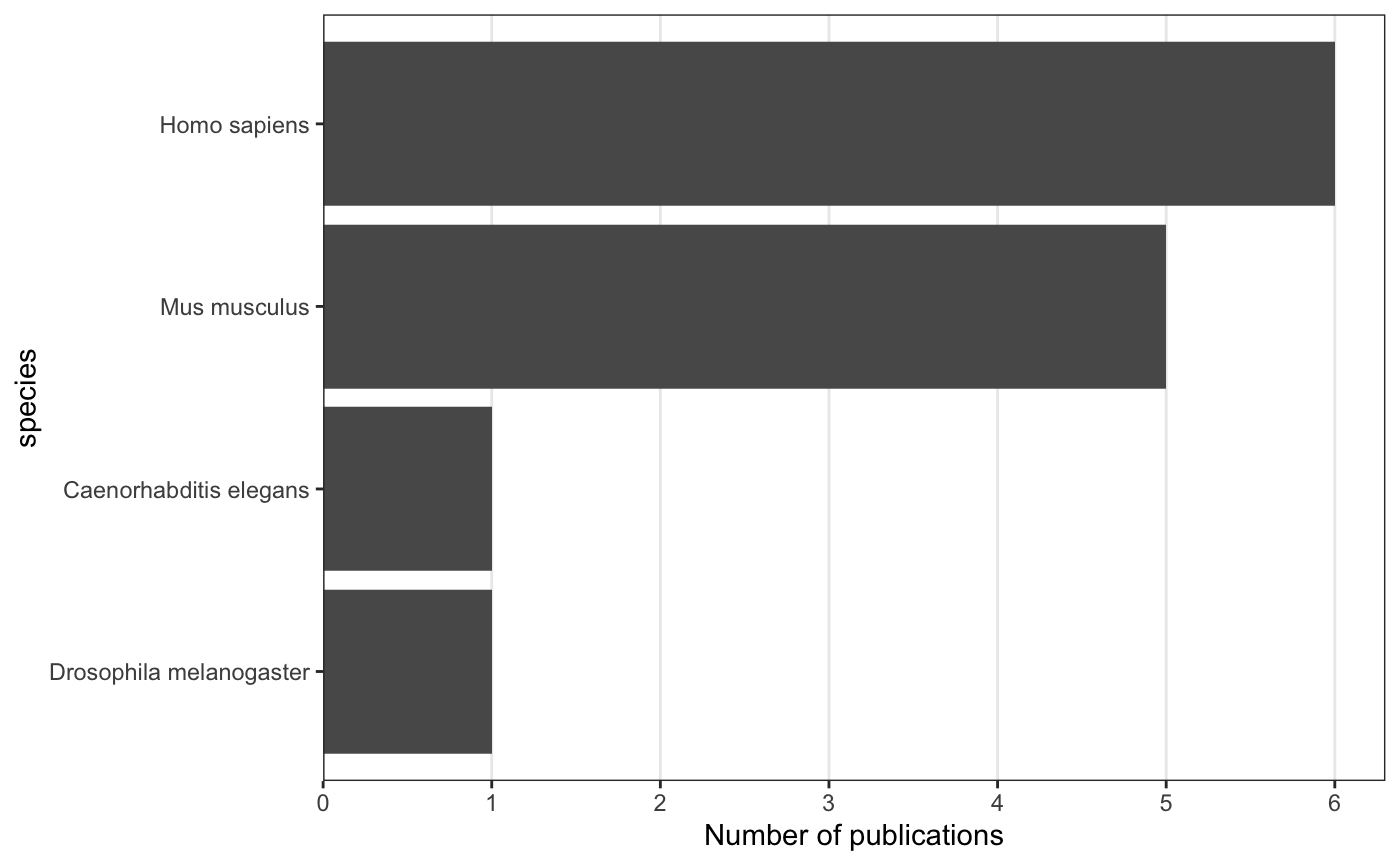 Homo sapiens
Mus musculus
Caenorhabditis elegans
Drosophila melanogaster
species
0 1 2 3 4 5 6
Number of publications